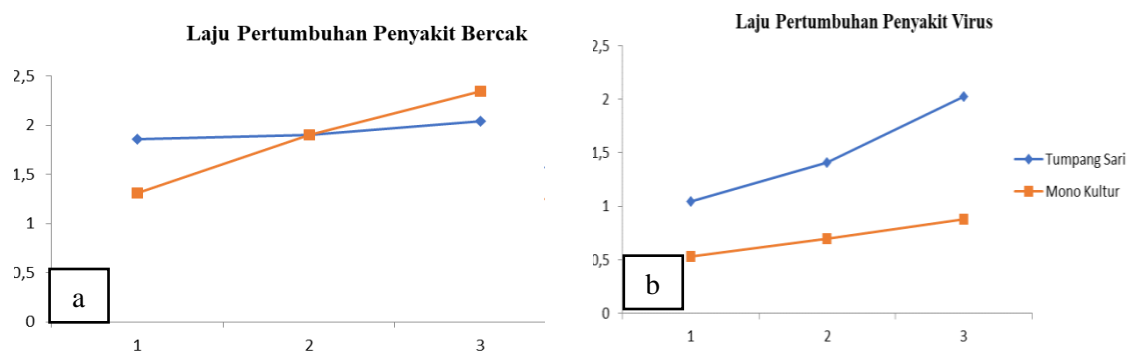 Laju Pertumbuhan Penyakit Bercak
2,5
2
1,5
1
0,5
0
1 2 3
a
Laju Pertumbuhan Penyakit Virus
2,5
2
1,5
1
0,5
0
1 2 3
b
Tumpang Sari
Mono Kultur